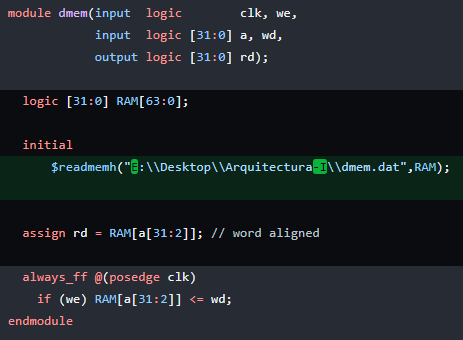 module dmem(input  logic        clk, we,
            input  logic [31:0] a, wd,
            output logic [31:0] rd);
  logic [31:0] RAM[63:0];
  initial
      $readmemh("E:\\Desktop\\Arquitectura-I\\dmem.dat",RAM);
  assign rd = RAM[a[31:2]]; // word aligned
  always_ff @(posedge clk)
    if (we) RAM[a[31:2]] <= wd;
endmodule